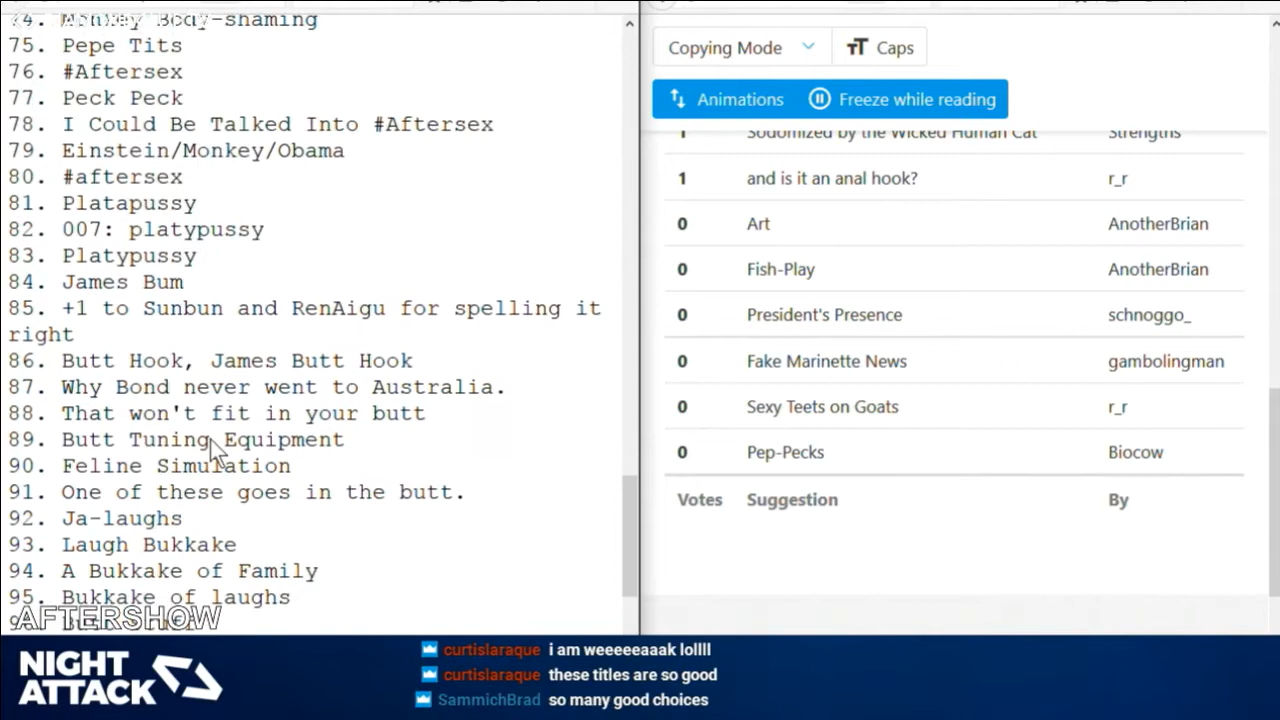 74. Monkey Body-shaming
75. Pepe Tits
76. #Aftersex
77. Peck Peck
78. I Could Be Talked Into #Aftersex
79. Einstein/Monkey/Obama
80. #aftersex
81. Platapussy
82. 007: platypussy
83. Platypussy
84. James Bum
85. +1 to Sunbun and RenAigu for spelling it
right
86. Butt Hook, James Butt Hook
87. Why Bond never went to Australia.
88. That won't fit in your butt
89. Butt Tuning Equipment
90. Feline Simulation
91. One of these goes in the butt.
92. Ja-laughs
93. Laugh Bukkake
94. A Bukkake of Family
95. Bukkake of laughs
AFTERSHOW
Copying Mode Caps
Animations Freeze while reading
1 Sodomized by the Wicked Human Cat Strengths
1 and is it an anal hook? r_r
0 Art AnotherBrian
0 Fish-Play AnotherBrian
0 President's Presence schnoggo_
0 Fake Marinette News gambolingman
0 Sexy Teets on Goats r_r
0 Pep-Pecks Biocow
Votes Suggestion By
NIGHT
ATTACK
curtislaraque i am weeeeeaaak lollll
curtislaraque these titles are so good
SammichBrad so many good choices